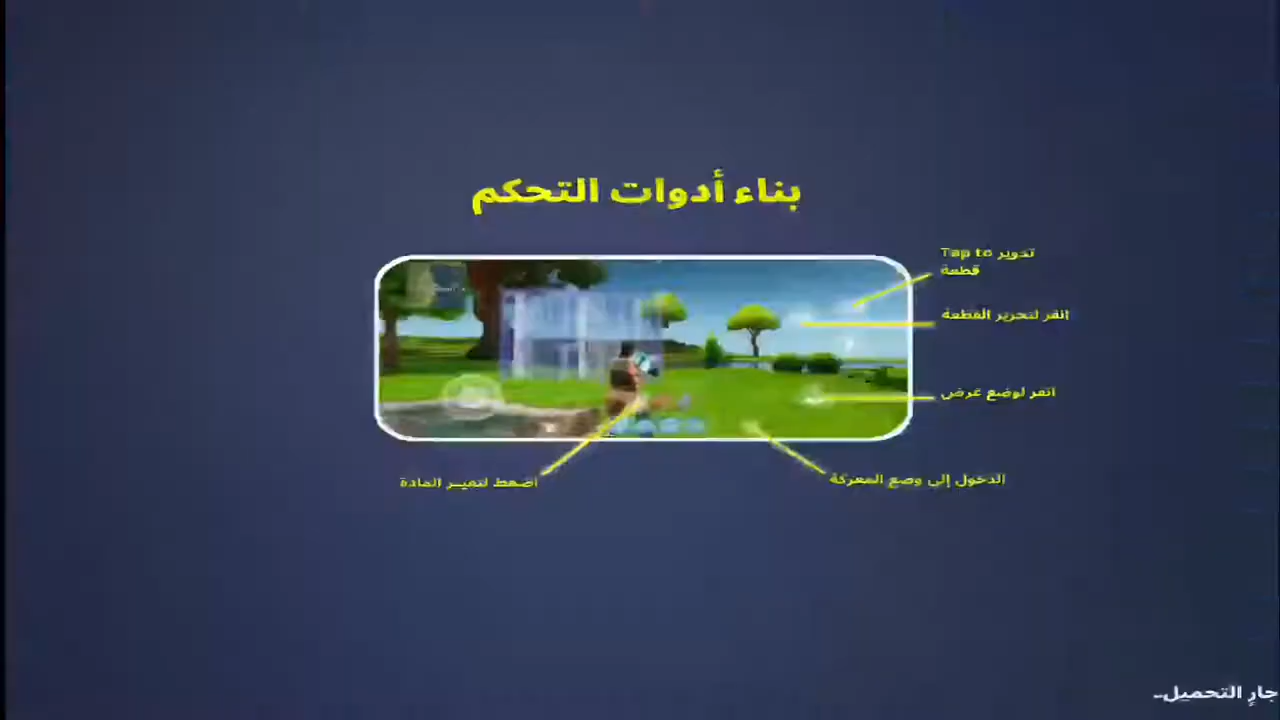 بناء أدوات التحكم
تدوير Tap to
قطعة
انقر لتحرير القطعة
انقر لوضع عرض
الدخول إلى وضع المعركة
اضغط لتغيير المادة
جارٍ التحميل..